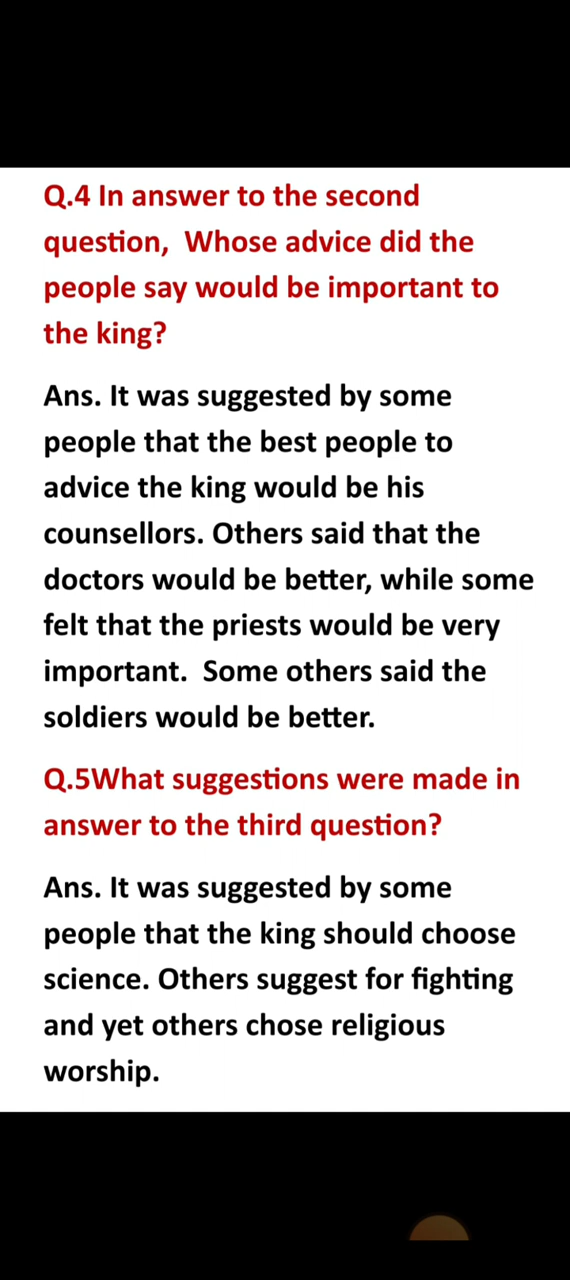 Q.4 In answer to the second
question,  Whose advice did the
people say would be important to
the king?
Ans. It was suggested by some
people that the best people to
advice the king would be his
counsellors. Others said that the
doctors would be better, while some
felt that the priests would be very
important.  Some others said the
soldiers would be better.
Q.5What suggestions were made in
answer to the third question?
Ans. It was suggested by some
people that the king should choose
science. Others suggest for fighting
and yet others chose religious
worship.